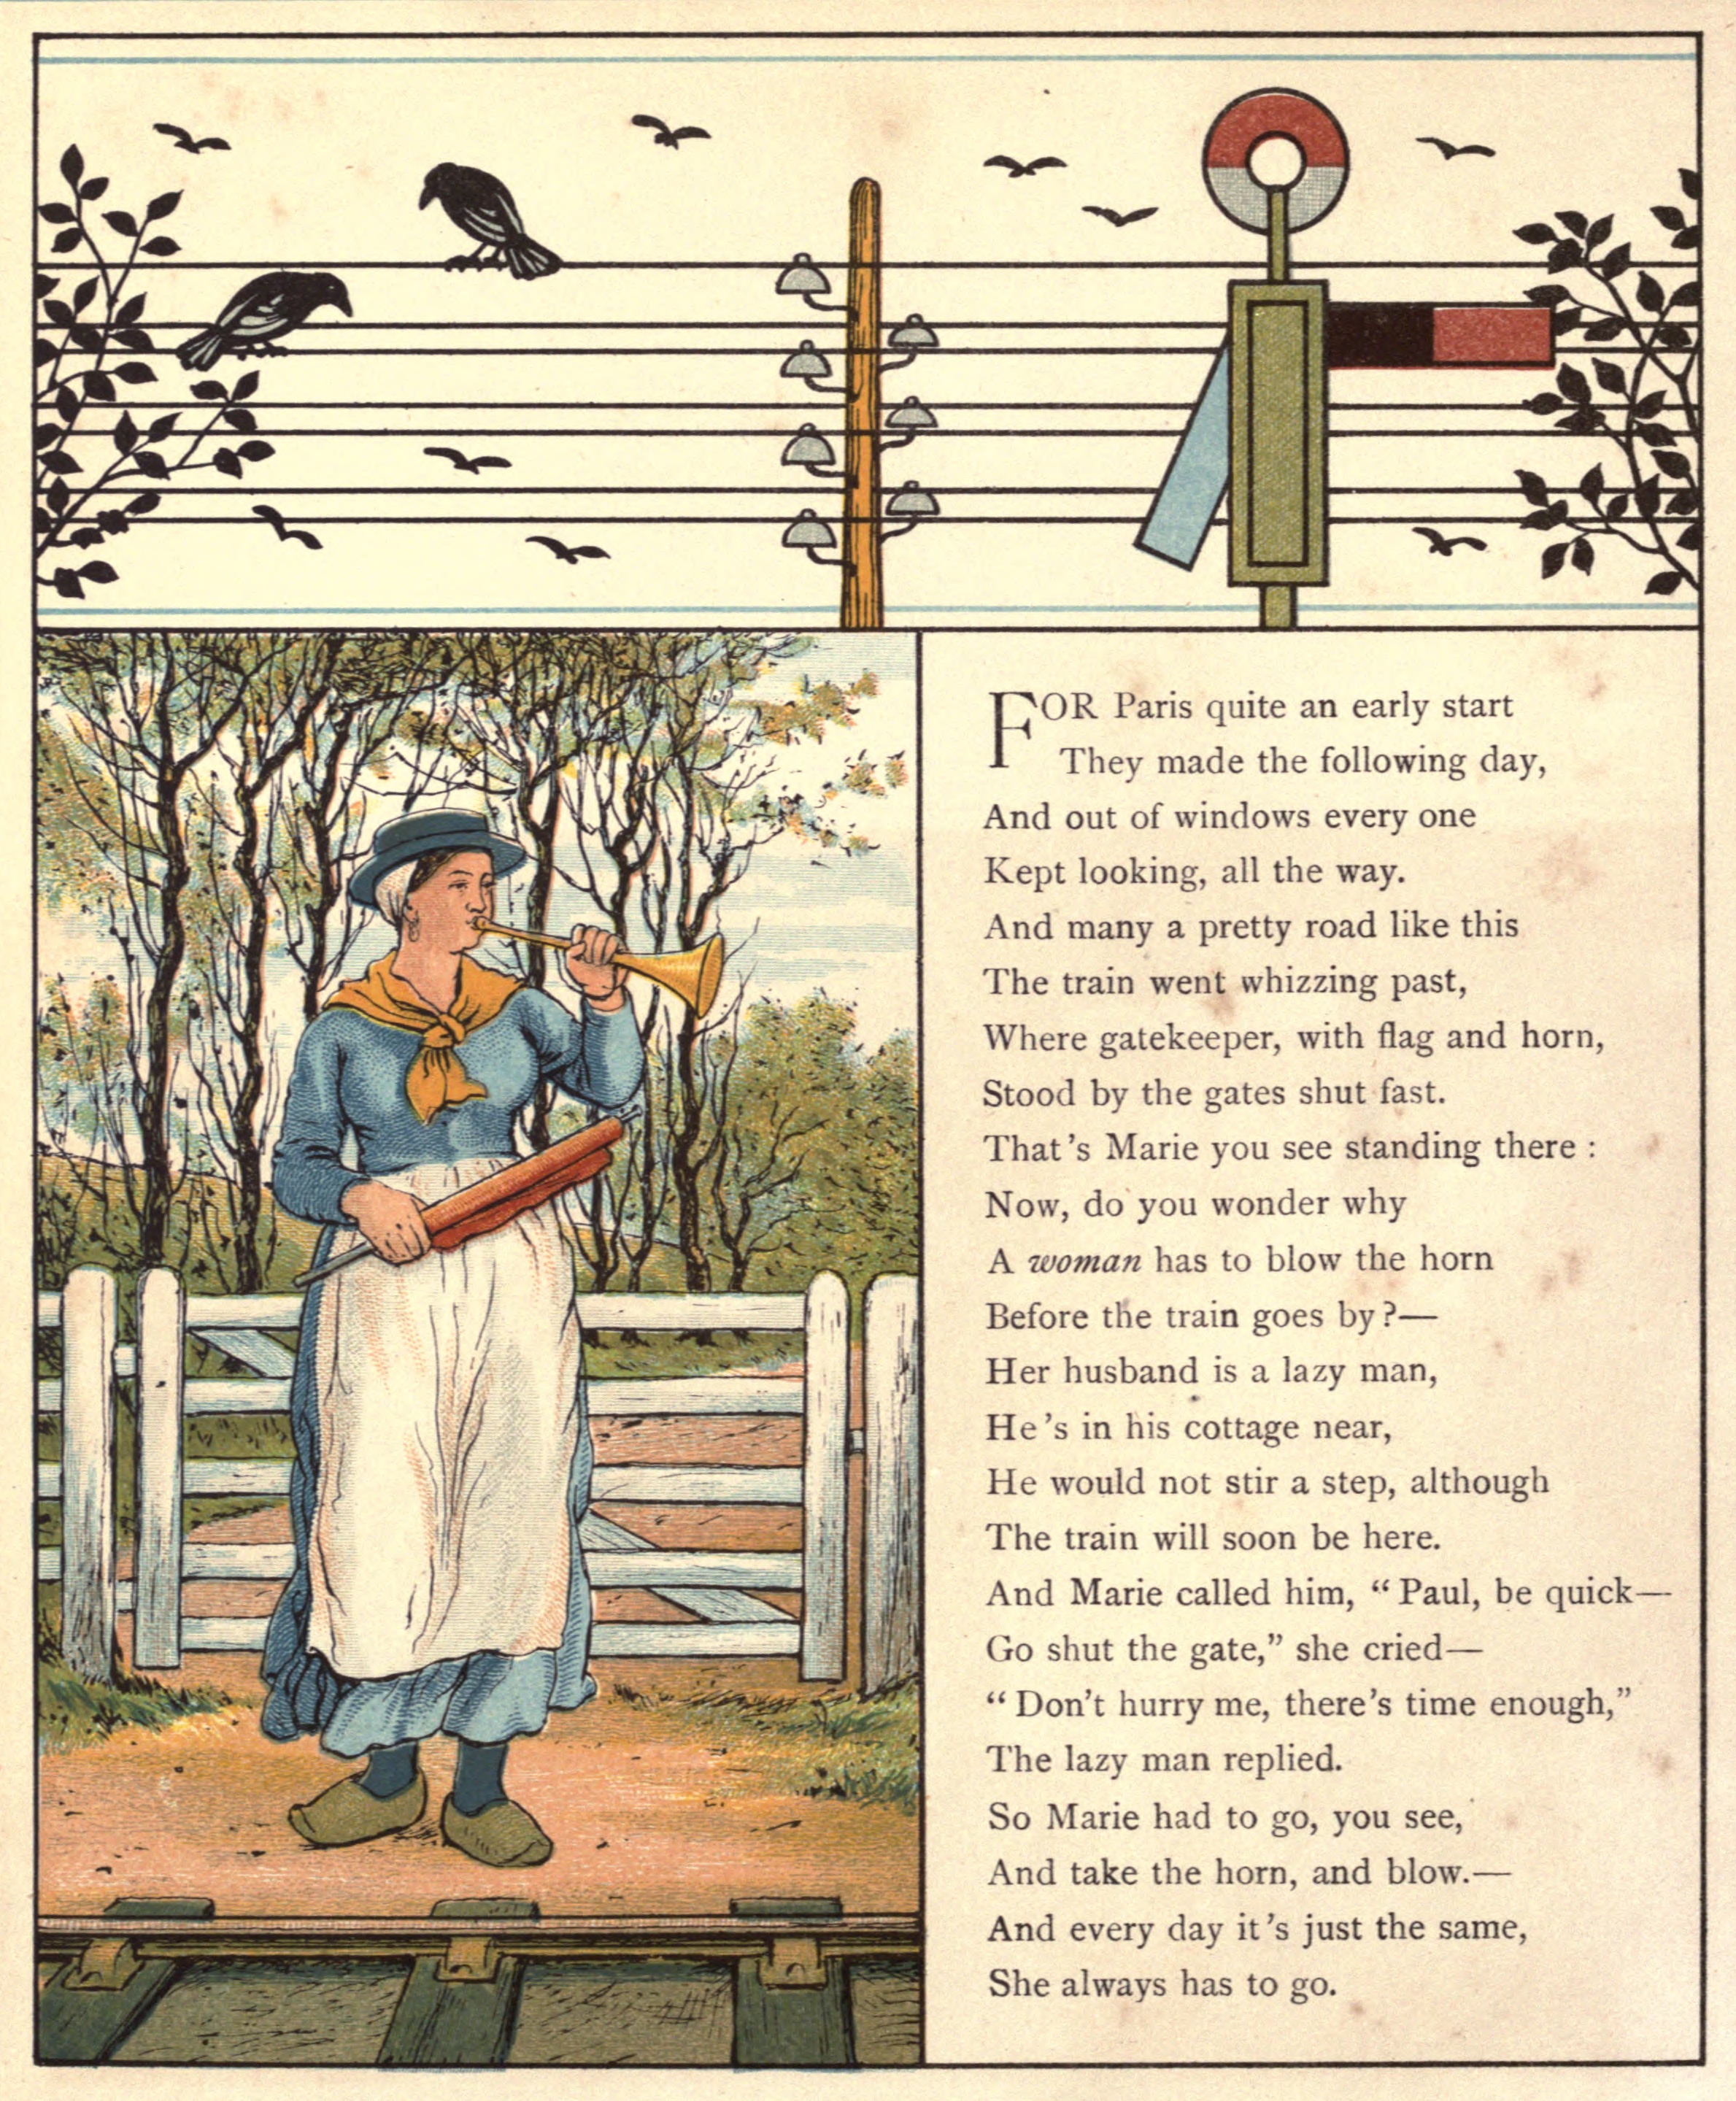 FOR Paris quite an early start
They made the following day,
And out of windows every one
Kept looking, all the way.
And many a pretty road like this
The train went whizzing past,
Where gatekeeper, with flag and horn,
Stood by the gates shut fast.
That's Marie you see standing there :
Now, do you wonder why
A woman has to blow the horn
Before the train goes by?—
Her husband is a lazy man,
He's in his cottage near,
He would not stir a step, although
The train will soon be here.
And Marie called him, “Paul, be quick—
Go shut the gate,” she cried—
“Don't hurry me, there's time enough,”
The lazy man replied.
So Marie had to go, you see,
And take the horn, and blow.—
And every day it's just the same,
She always has to go.